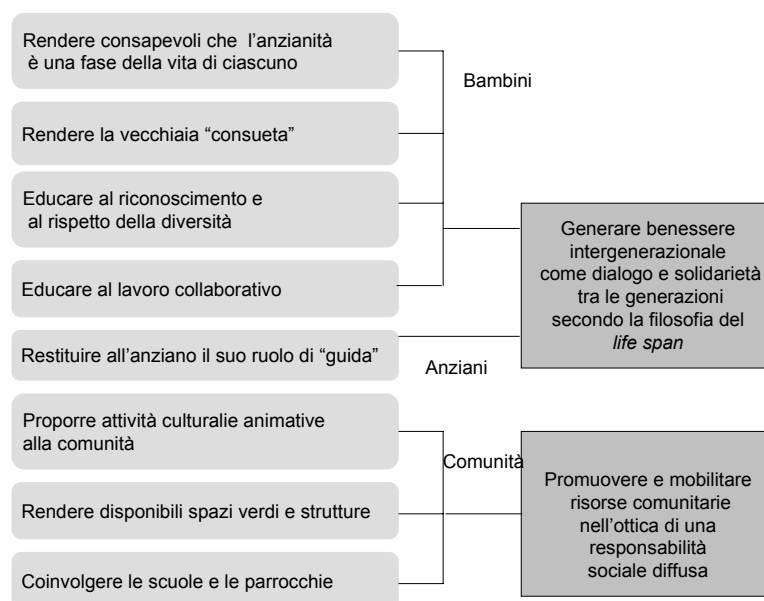 Rendere consapevoli che l'anzianità
è una fase della vita di ciascuno
Bambini
Rendere la vecchiaia “consueta”
Educare al riconoscimento e
al rispetto della diversità
Educare al lavoro collaborativo
Generare benessere
intergenerazionale
come dialogo e solidarietà
tra le generazioni
secondo la filosofia del
life span
Restituire all'anziano il suo ruolo di “guida”
Anziani
Proporre attività culturalie animative
alla comunità
Comunità
Rendere disponibili spazi verdi e strutture
Coinvolgere le scuole e le parrocchie
Promuovere e mobilitare
risorse comunitarie
nell'ottica di una
responsabilità
sociale diffusa